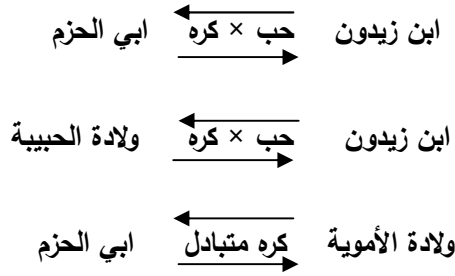 ابن زيدون حب × كره ابي الحزم
ابن زيدون حب × كره ولادة الحبيبة
ولادة الأموية كره متبادل ابي الحزم